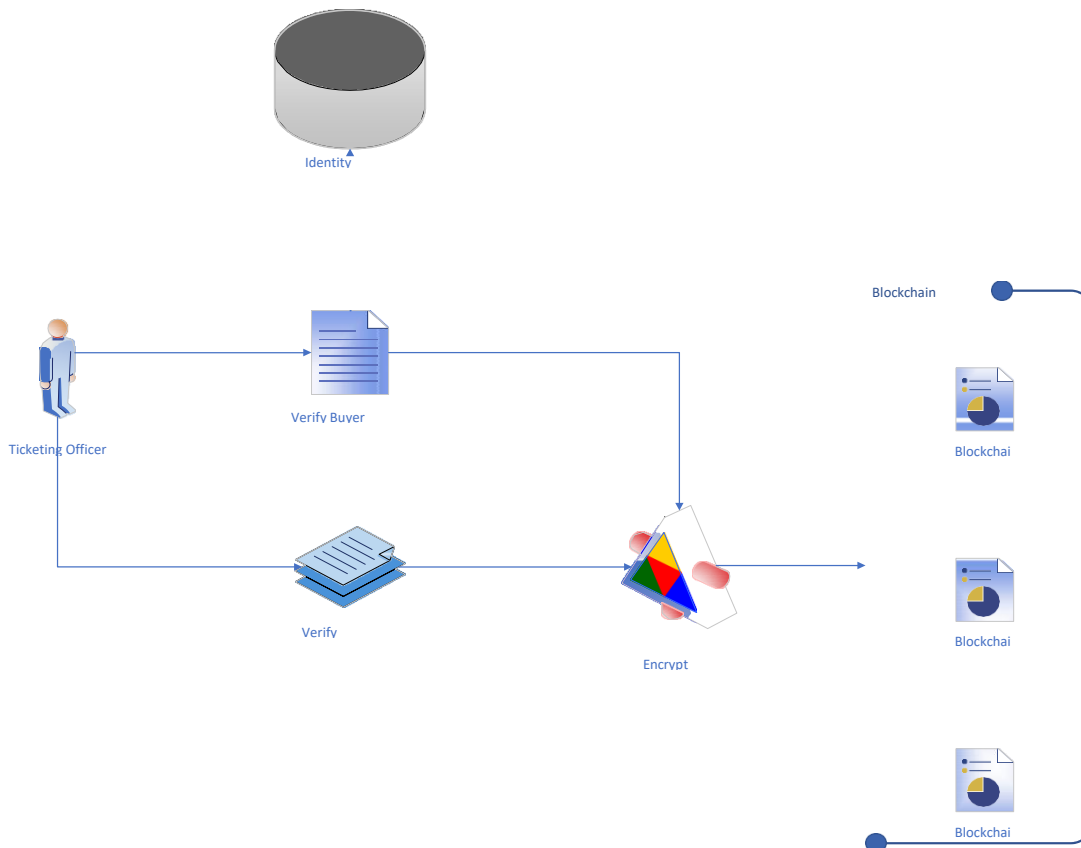 Identity
Blockchain
Verify Buyer
Blockchai
Ticketing Officer
Verify
Blockchai
Encrypt
Blockchai